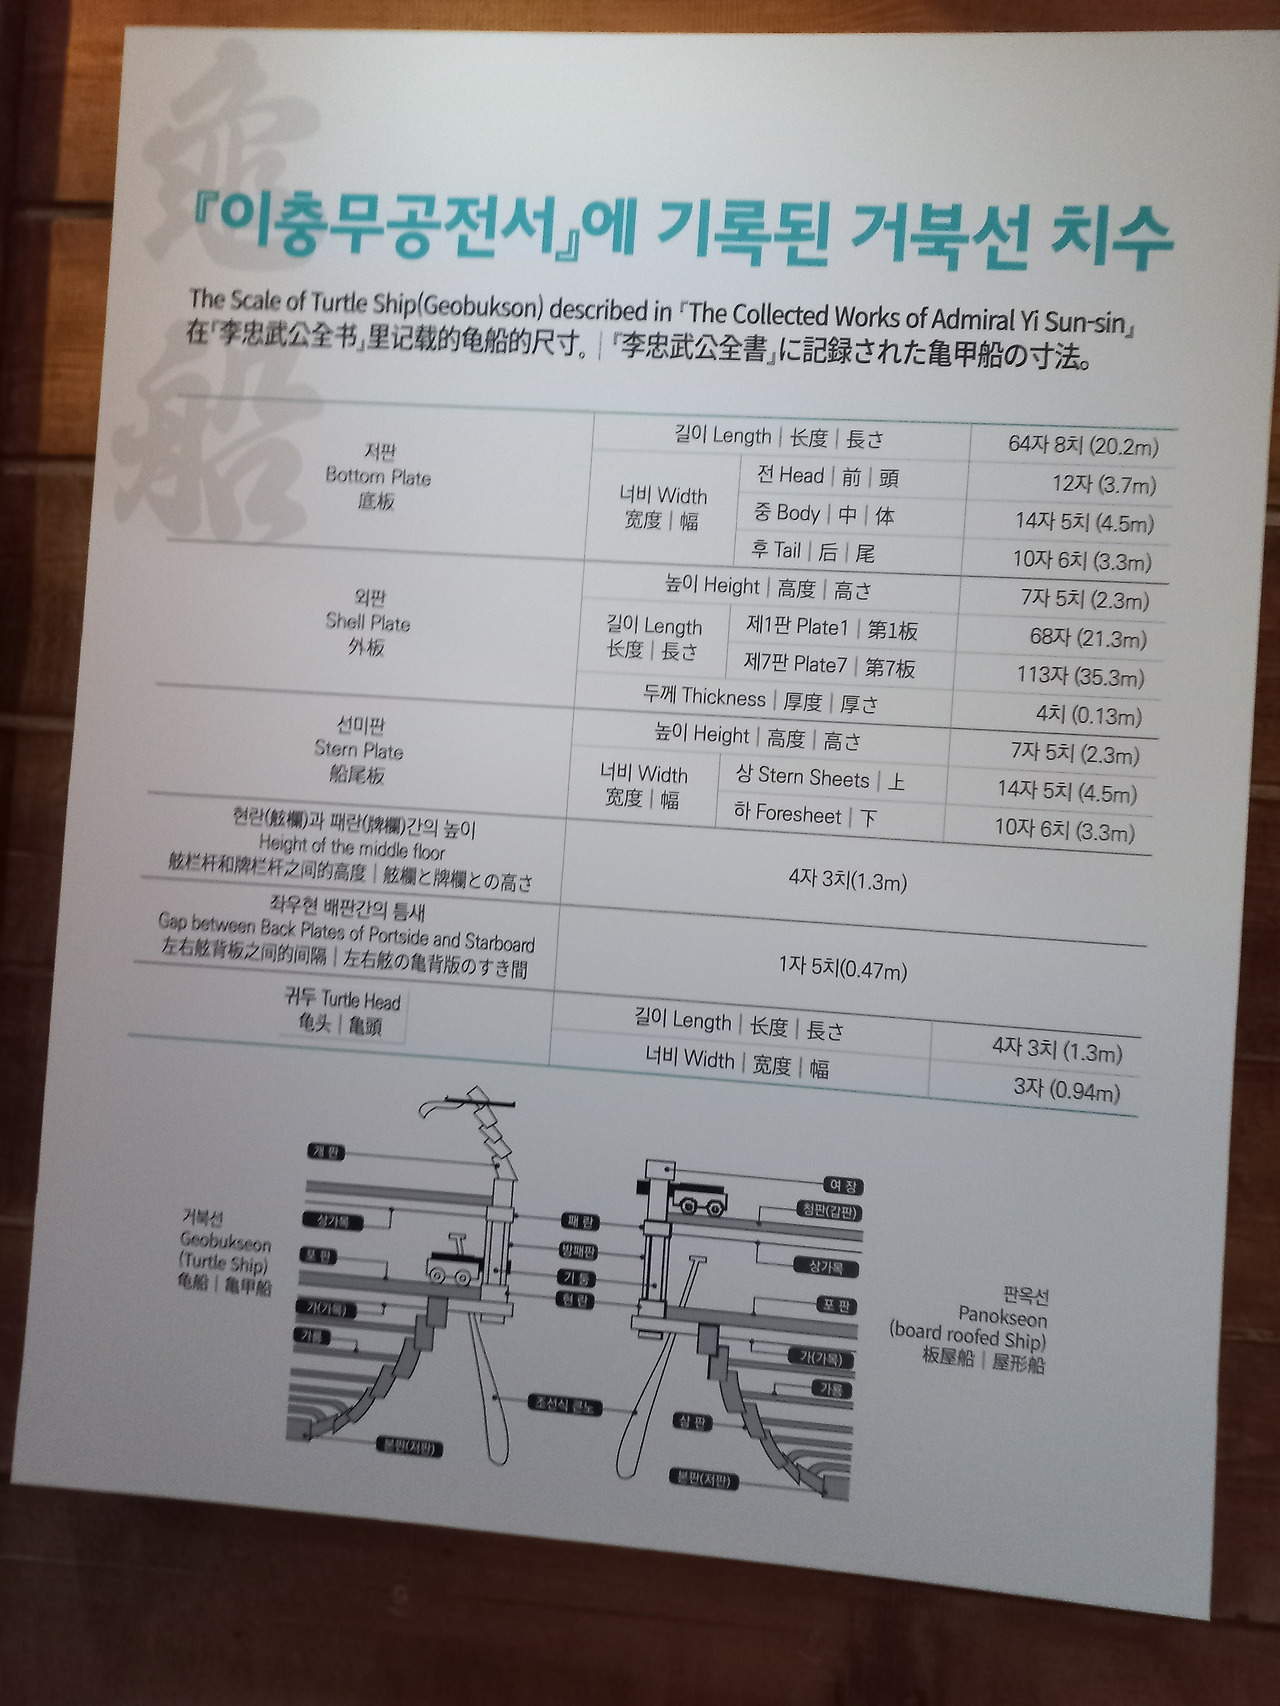 龜船
『이충무공전서』에 기록된 거북선 치수
The Scale of Turtle Ship(Geobukson) described in 『The Collected Works of Admiral Yi Sun-sin』
在『李忠武公全书』里记载的龟船的尺寸。 | 『李忠武公全書』に記録された亀甲船の寸法。
저판
Bottom Plate
底板
길이 Length | 长度 | 長さ
64자 8치 (20.2m)
너비 Width
宽度 | 幅
전 Head | 前 | 頭
12자 (3.7m)
중 Body | 中 | 体
14자 5치 (4.5m)
후 Tail | 后 | 尾
10자 6치 (3.3m)
외판
Shell Plate
外板
높이 Height | 高度 | 高さ
7자 5치 (2.3m)
길이 Length
长度 | 長さ
제1판 Plate1 | 第1板
68자 (21.3m)
제7판 Plate7 | 第7板
113자 (35.3m)
두께 Thickness | 厚度 | 厚さ
4치 (0.13m)
선미판
Stern Plate
船尾板
높이 Height | 高度 | 高さ
7자 5치 (2.3m)
너비 Width
宽度 | 幅
상 Stern Sheets | 上
14자 5치 (4.5m)
하 Foresheet | 下
10자 6치 (3.3m)
현란(舷欄)과 패란(牌欄)간의 높이
Height of the middle floor
舷栏杆和牌栏杆之间的高度 | 舷欄と牌欄との高さ
4자 3치(1.3m)
좌우현 배판간의 틈새
Gap between Back Plates of Portside and Starboard
左右舷背板之间的间隔 | 左右舷の亀背版のすき間
1자 5치(0.47m)
귀두 Turtle Head
龟头 | 亀頭
길이 Length | 长度 | 長さ
4자 3치 (1.3m)
너비 Width | 宽度 | 幅
3자 (0.94m)
거북선
Geobukseon
(Turtle Ship)
龟船 | 亀甲船
개 판
상가목
포 판
가(가목)
가룡
본판(저판)
패 란
방패판
기 둥
현 란
조선식 큰노
여 장
청판(갑판)
상가목
포 판
가(가목)
가룡
삼 판
본판(저판)
판옥선
Panokseon
(board roofed Ship)
板屋船 | 屋形船